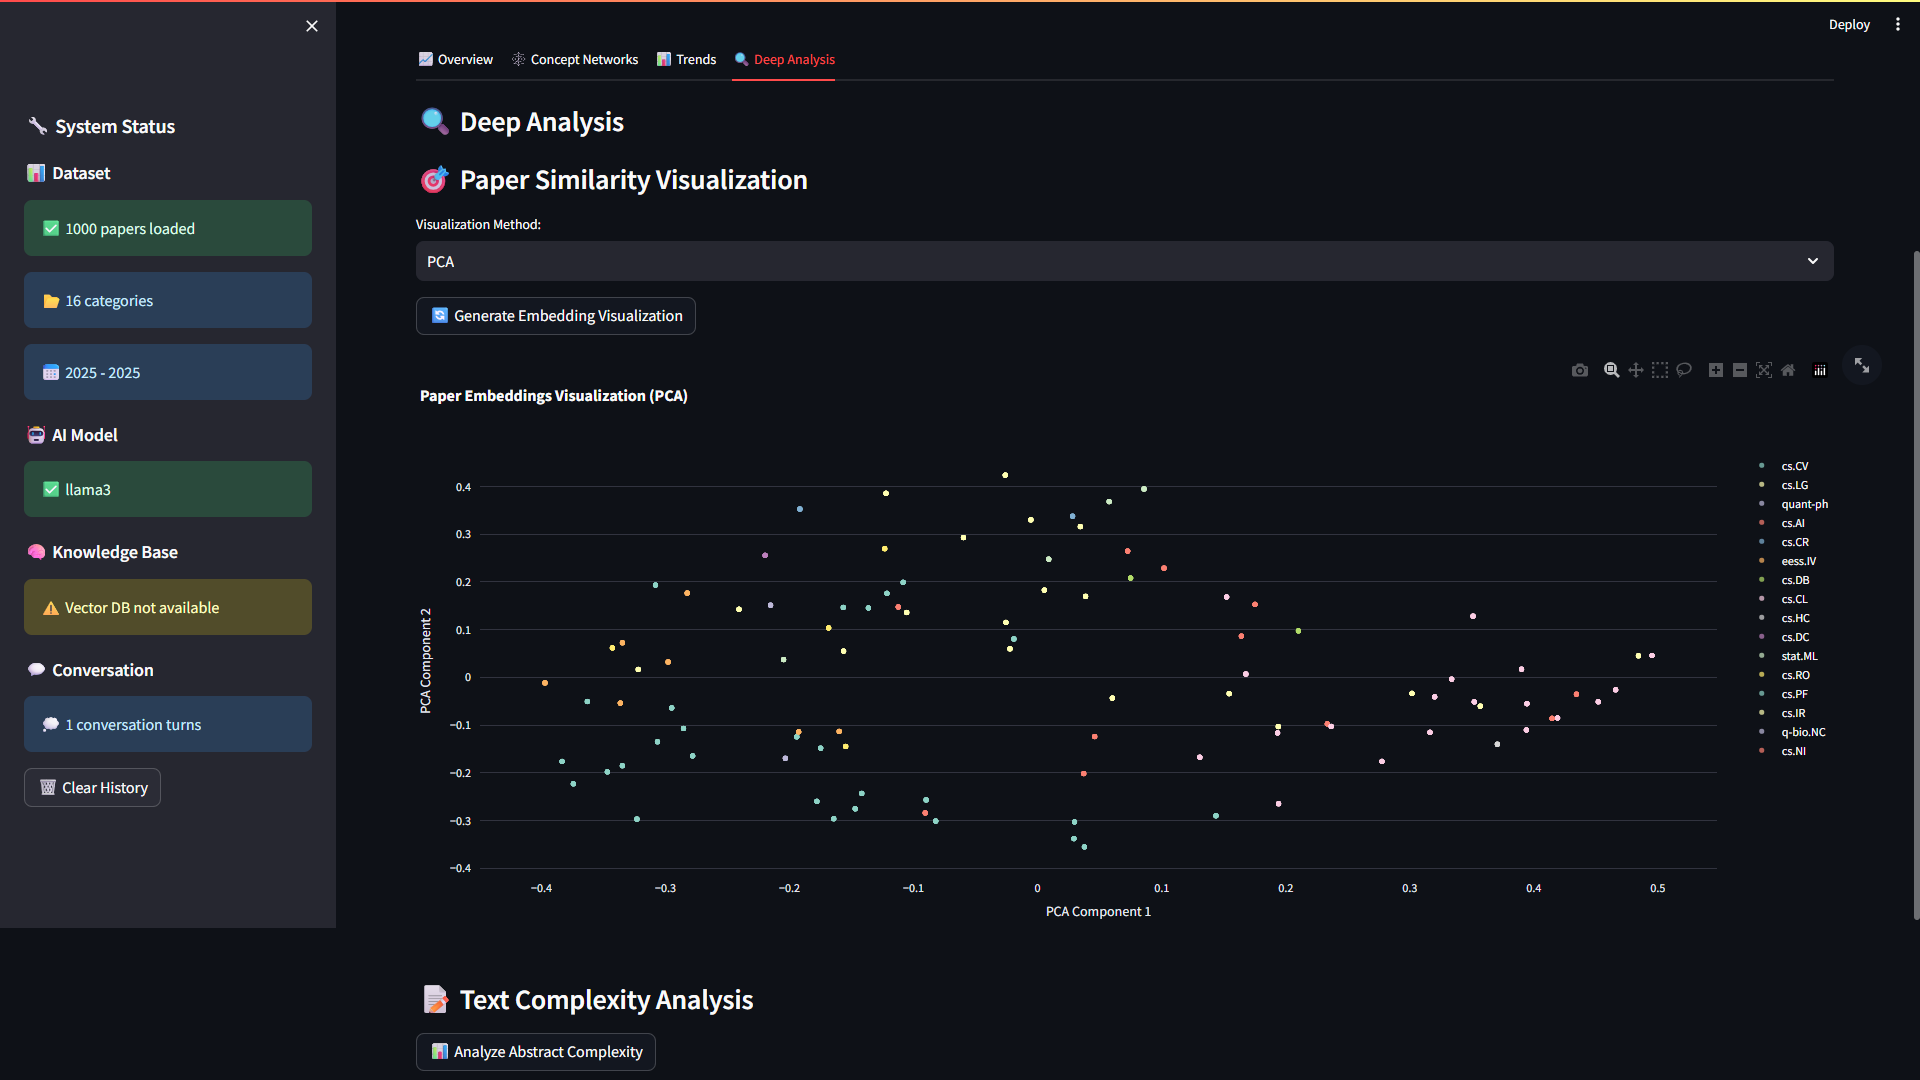 Deploy
System Status
Dataset
1000 papers loaded
16 categories
2025 - 2025
AI Model
llama3
Knowledge Base
Vector DB not available
Conversation
1 conversation turns
Clear History
Overview
Concept Networks
Trends
Deep Analysis
Deep Analysis
Paper Similarity Visualization
Visualization Method:
PCA
Generate Embedding Visualization
Paper Embeddings Visualization (PCA)
PCA Component 2
0.4
0.3
0.2
0.1
0
−0.1
−0.2
−0.3
−0.4
−0.4
−0.3
−0.2
−0.1
0
0.1
0.2
0.3
0.4
0.5
PCA Component 1
cs.CV
cs.LG
quant-ph
cs.AI
cs.CR
eess.IV
cs.DB
cs.CL
cs.HC
cs.DC
stat.ML
cs.RO
cs.PF
cs.IR
q-bio.NC
cs.NI
Text Complexity Analysis
Analyze Abstract Complexity